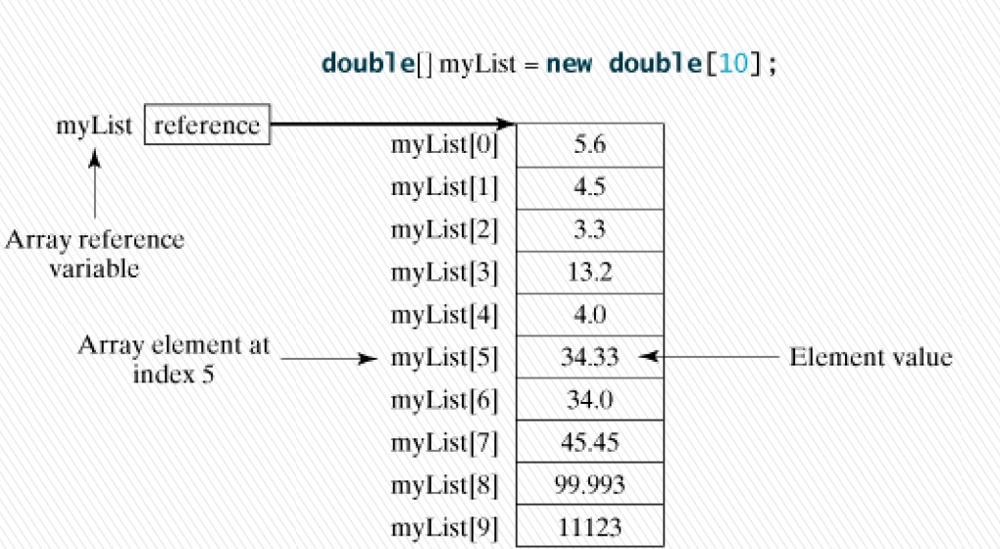 double[] myList = new double[10];
myList reference
myList[0] 5.6
myList[1] 4.5
Array reference
variable
myList[2] 3.3
myList[3] 13.2
myList[4] 4.0
Array element at
index 5
myList[5] 34.33 Element value
myList[6] 34.0
myList[7] 45.45
myList[8] 99.993
myList[9] 11123